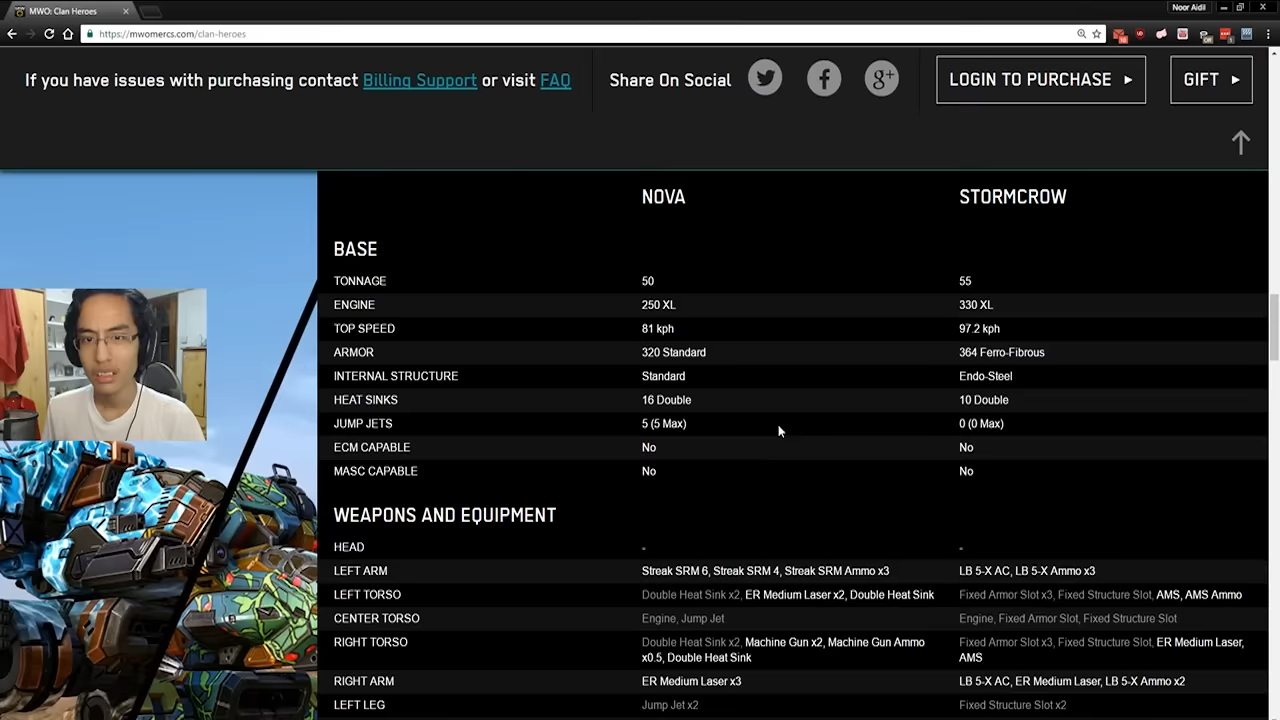 MWO: Clan Heroes
Noor Aidil
https://mwomercs.com/clan-heroes
If you have issues with purchasing contact Billing Support or visit FAQ
Share On Social
LOGIN TO PURCHASE
GIFT
NOVA STORMCROW
BASE
TONNAGE 50 55
ENGINE 250 XL 330 XL
TOP SPEED 81 kph 97.2 kph
ARMOR 320 Standard 364 Ferro-Fibrous
INTERNAL STRUCTURE Standard Endo-Steel
HEAT SINKS 16 Double 10 Double
JUMP JETS 5 (5 Max) 0 (0 Max)
ECM CAPABLE No No
MASC CAPABLE No No
WEAPONS AND EQUIPMENT
HEAD - -
LEFT ARM Streak SRM 6, Streak SRM 4, Streak SRM Ammo x3 LB 5-X AC, LB 5-X Ammo x3
LEFT TORSO Double Heat Sink x2, ER Medium Laser x2, Double Heat Sink Fixed Armor Slot x3, Fixed Structure Slot, AMS, AMS Ammo
CENTER TORSO Engine, Jump Jet Engine, Fixed Armor Slot, Fixed Structure Slot
RIGHT TORSO Double Heat Sink x2, Machine Gun x2, Machine Gun Ammo Fixed Armor Slot x3, Fixed Structure Slot, ER Medium Laser,
x0.5, Double Heat Sink AMS
RIGHT ARM ER Medium Laser x3 LB 5-X AC, ER Medium Laser, LB 5-X Ammo x2
LEFT LEG Jump Jet x2 Fixed Structure Slot x2